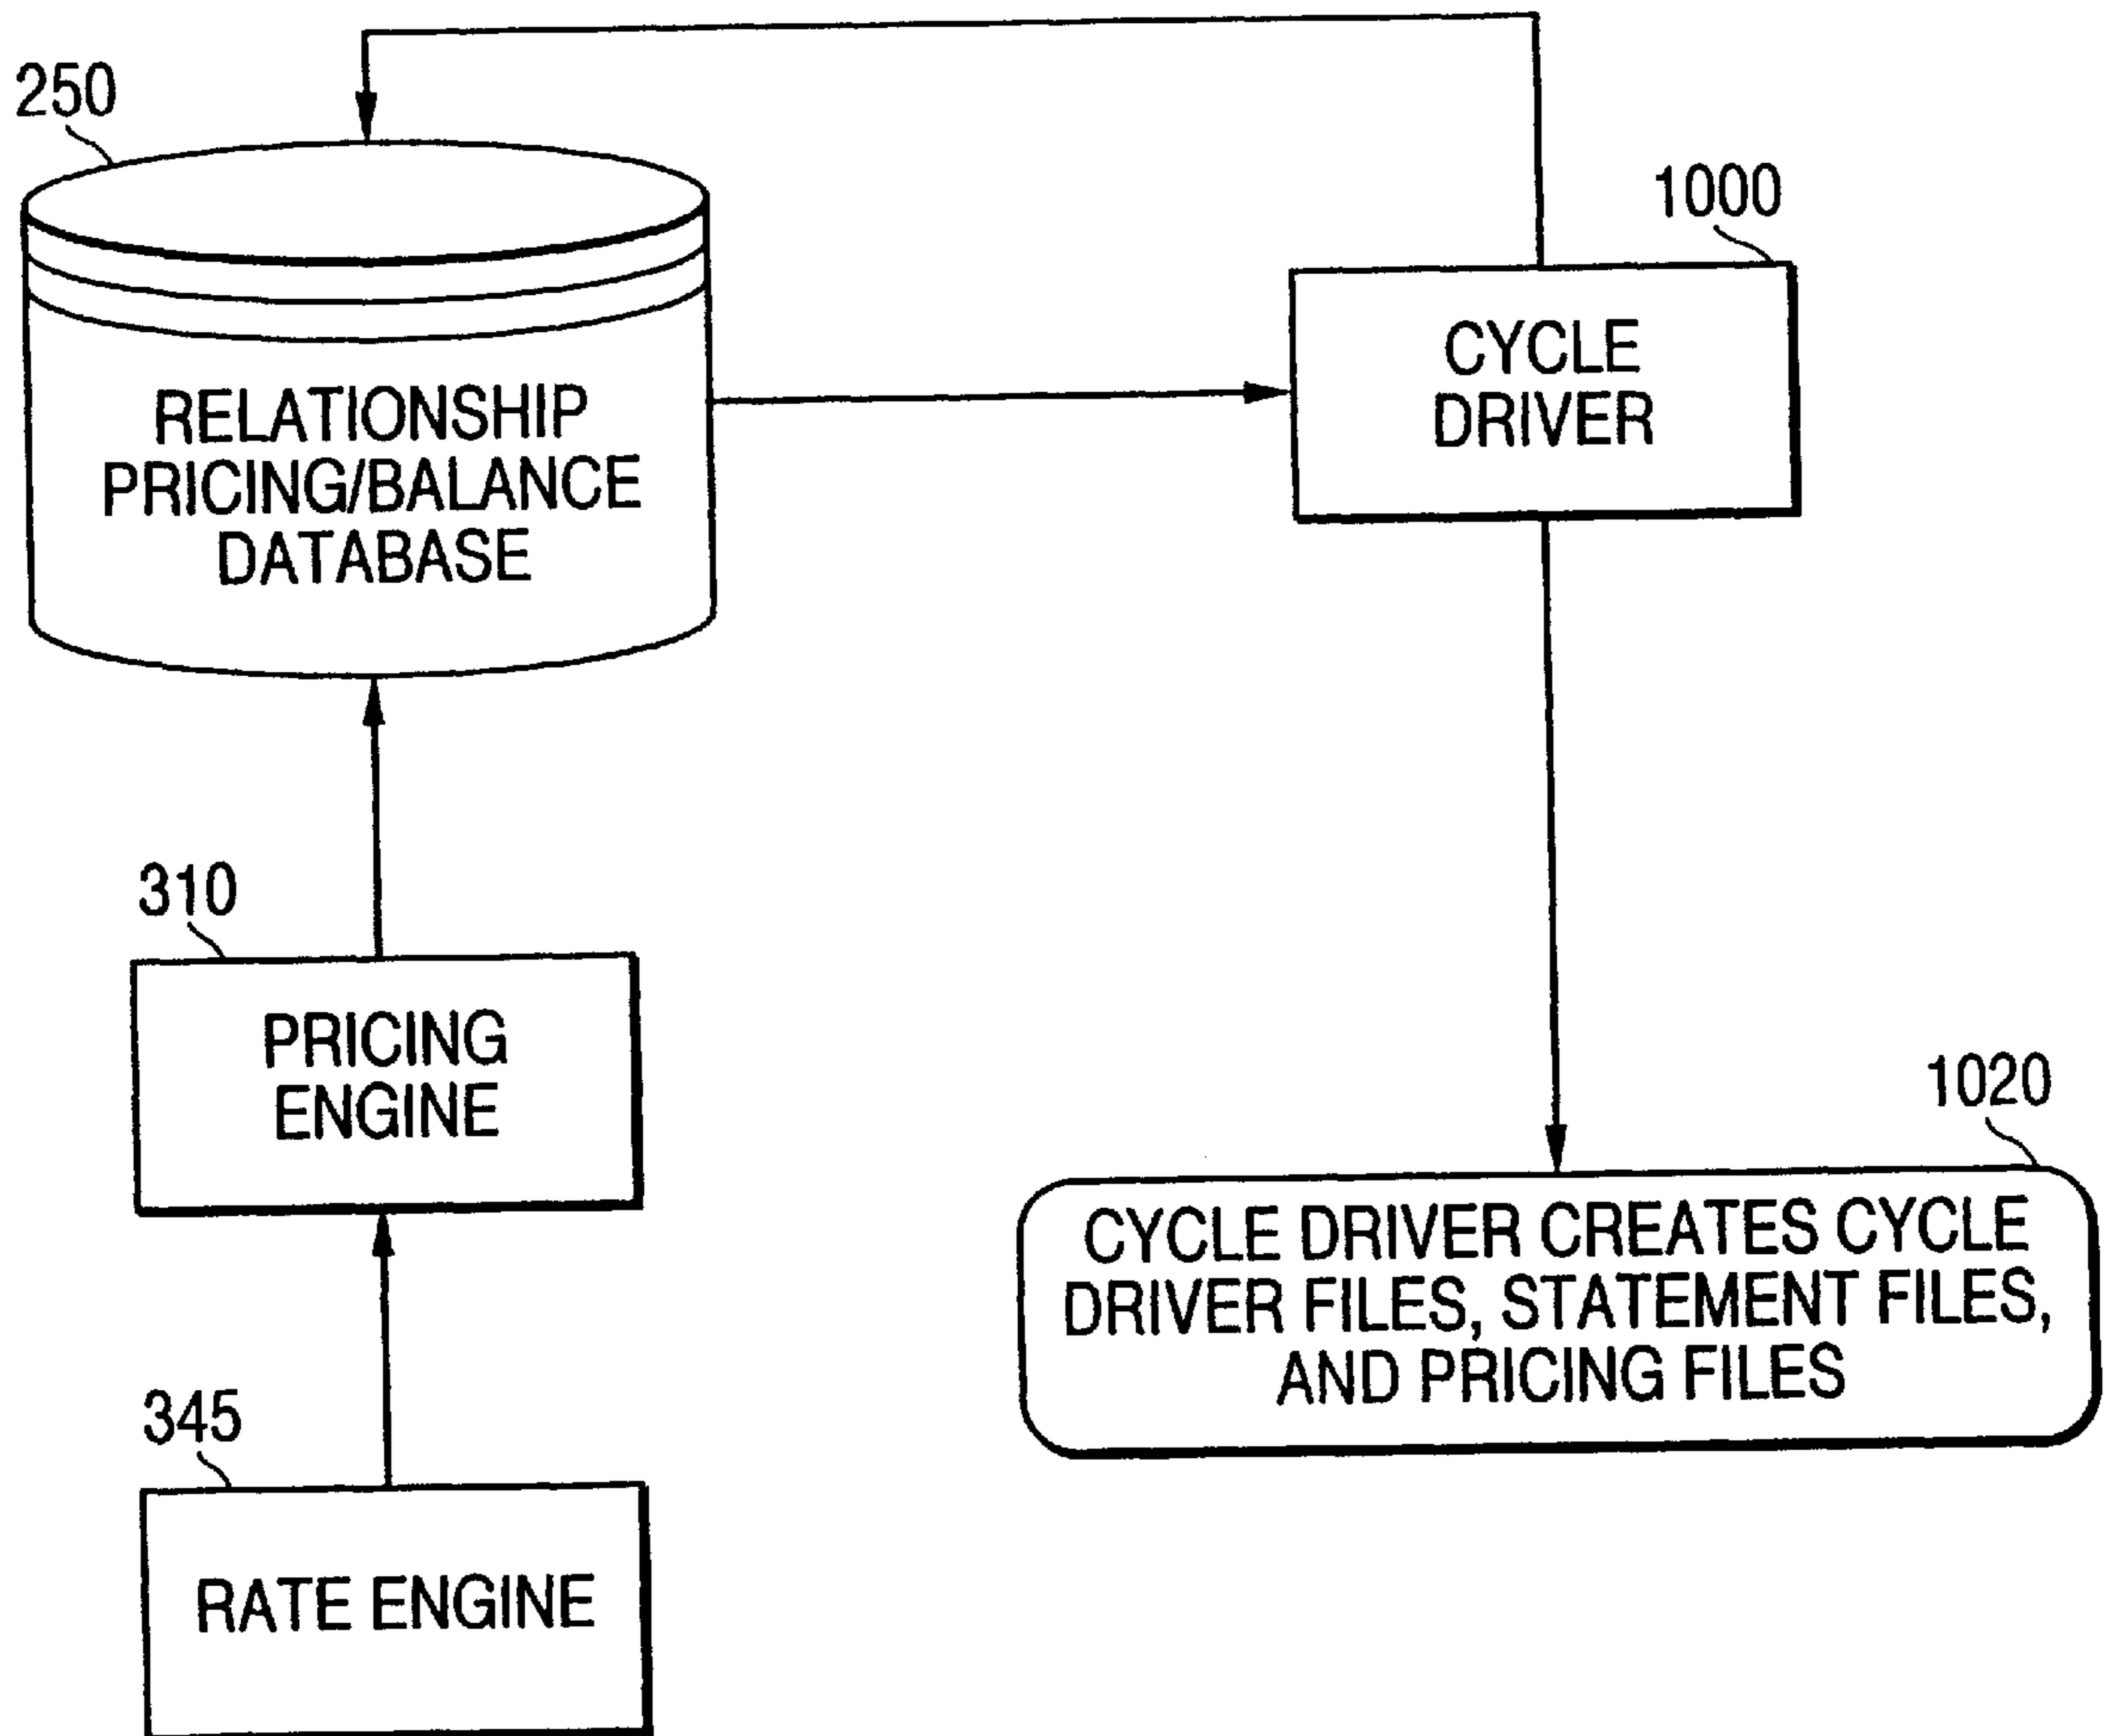 250
RELATIONSHIP
PRICING/BALANCE
DATABASE
1000
CYCLE
DRIVER
310
PRICING
ENGINE
1020
CYCLE DRIVER CREATES CYCLE
DRIVER FILES, STATEMENT FILES,
AND PRICING FILES
345
RATE ENGINE